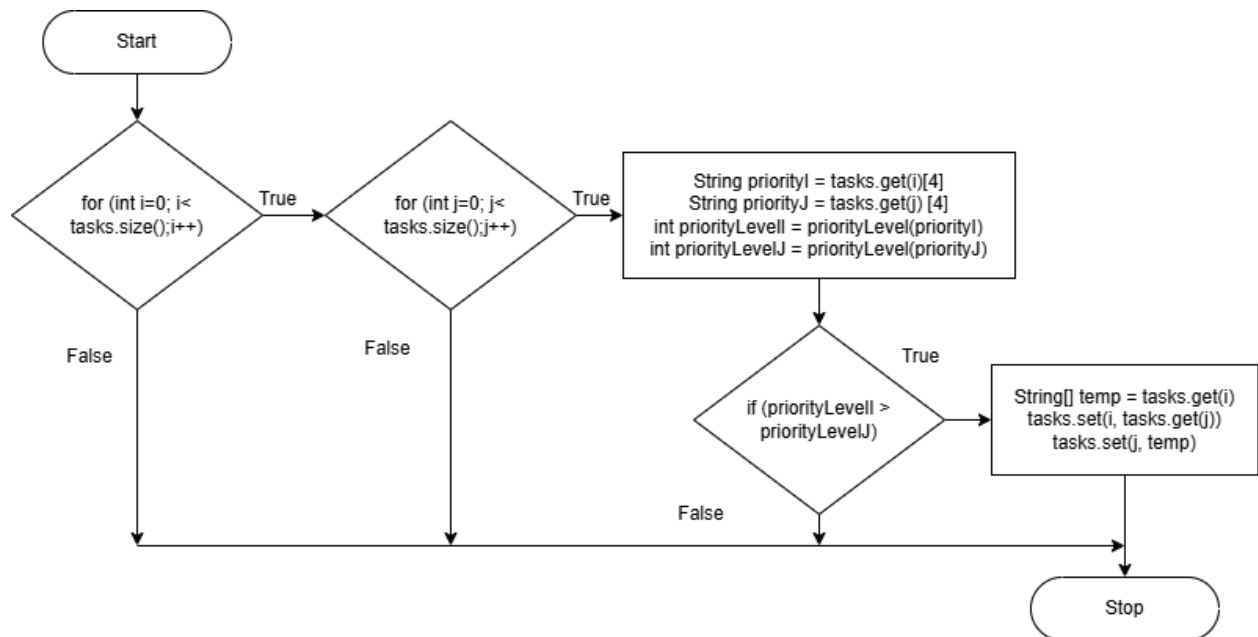 Start
for (int i=0; i<
tasks.size();i++)
True
for (int j=0; j<
tasks.size();j++)
True
String priorityI = tasks.get(i)[4]
String priorityJ = tasks.get(j) [4]
int priorityLevelI = priorityLevel(priorityI)
int priorityLevelJ = priorityLevel(priorityJ)
False
False
if (priorityLevelI >
priorityLevelJ)
True
String[] temp = tasks.get(i)
tasks.set(i, tasks.get(j))
tasks.set(j, temp)
False
Stop